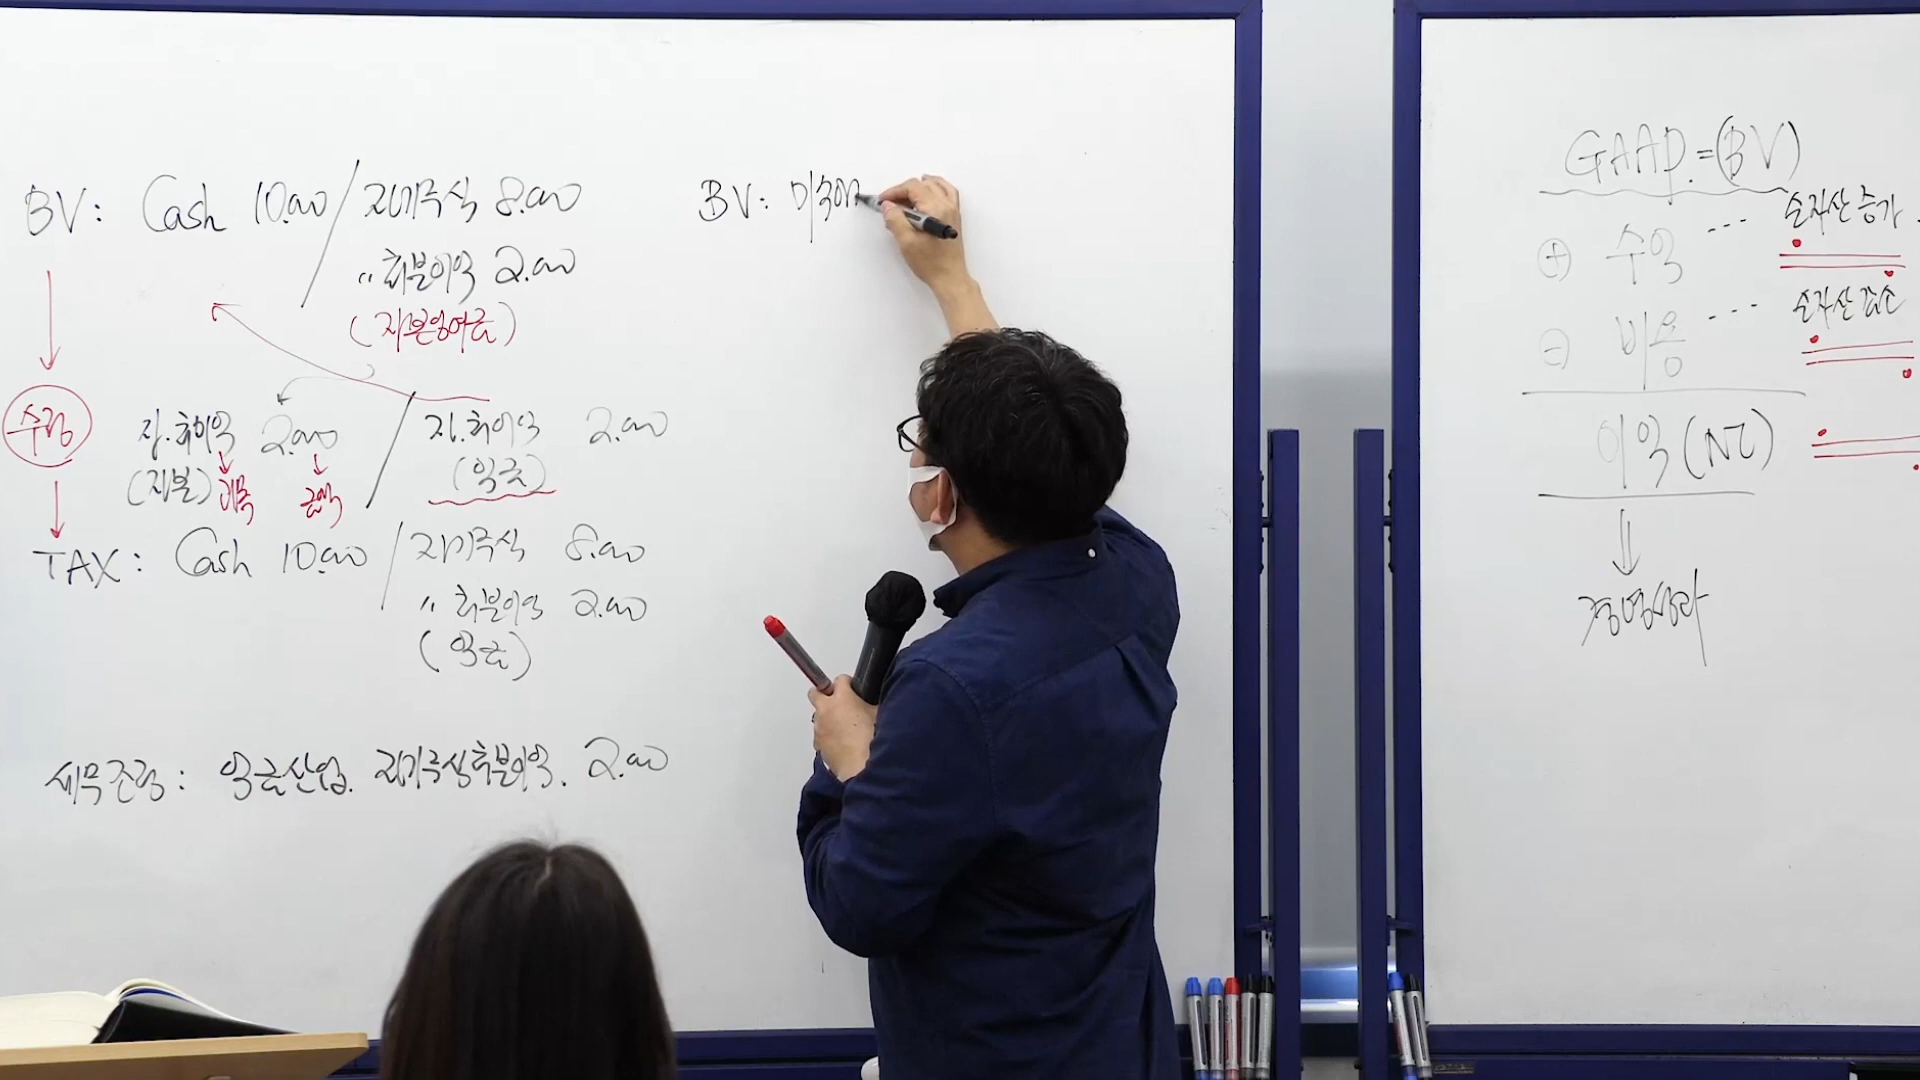 BV: Cash 10.000 / 자기주식 8.000
〃 처분이익 2.000
(자본잉여금)
수정
자.처이익 2.000 / 자.처이익 2.000
(자본) 과목 금액 (익금)
TAX: Cash 10.000 / 자기주식 8.000
〃 처분이익 2.000
(익금)
세무조정: 익금산입. 자기주식처분이익. 2.000
BV:
GAAP = (BV)
⊕ 수익 --- 순자산 증가
⊖ 비용 --- 순자산 감소
이익 (NI)
경영성과